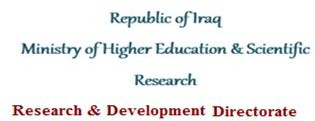 Republic of Iraq
Ministry of Higher Education & Scientific
Research
Research & Development Directorate